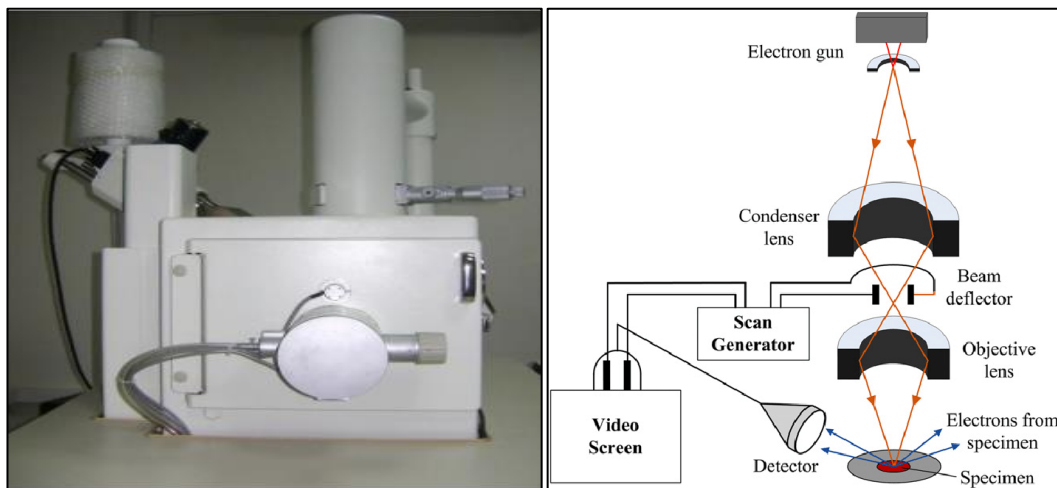 Electron gun
Condenser
lens
Beam
deflector
Scan
Generator
Objective
lens
Video
Screen
Detector
Electrons from
specimen
Specimen